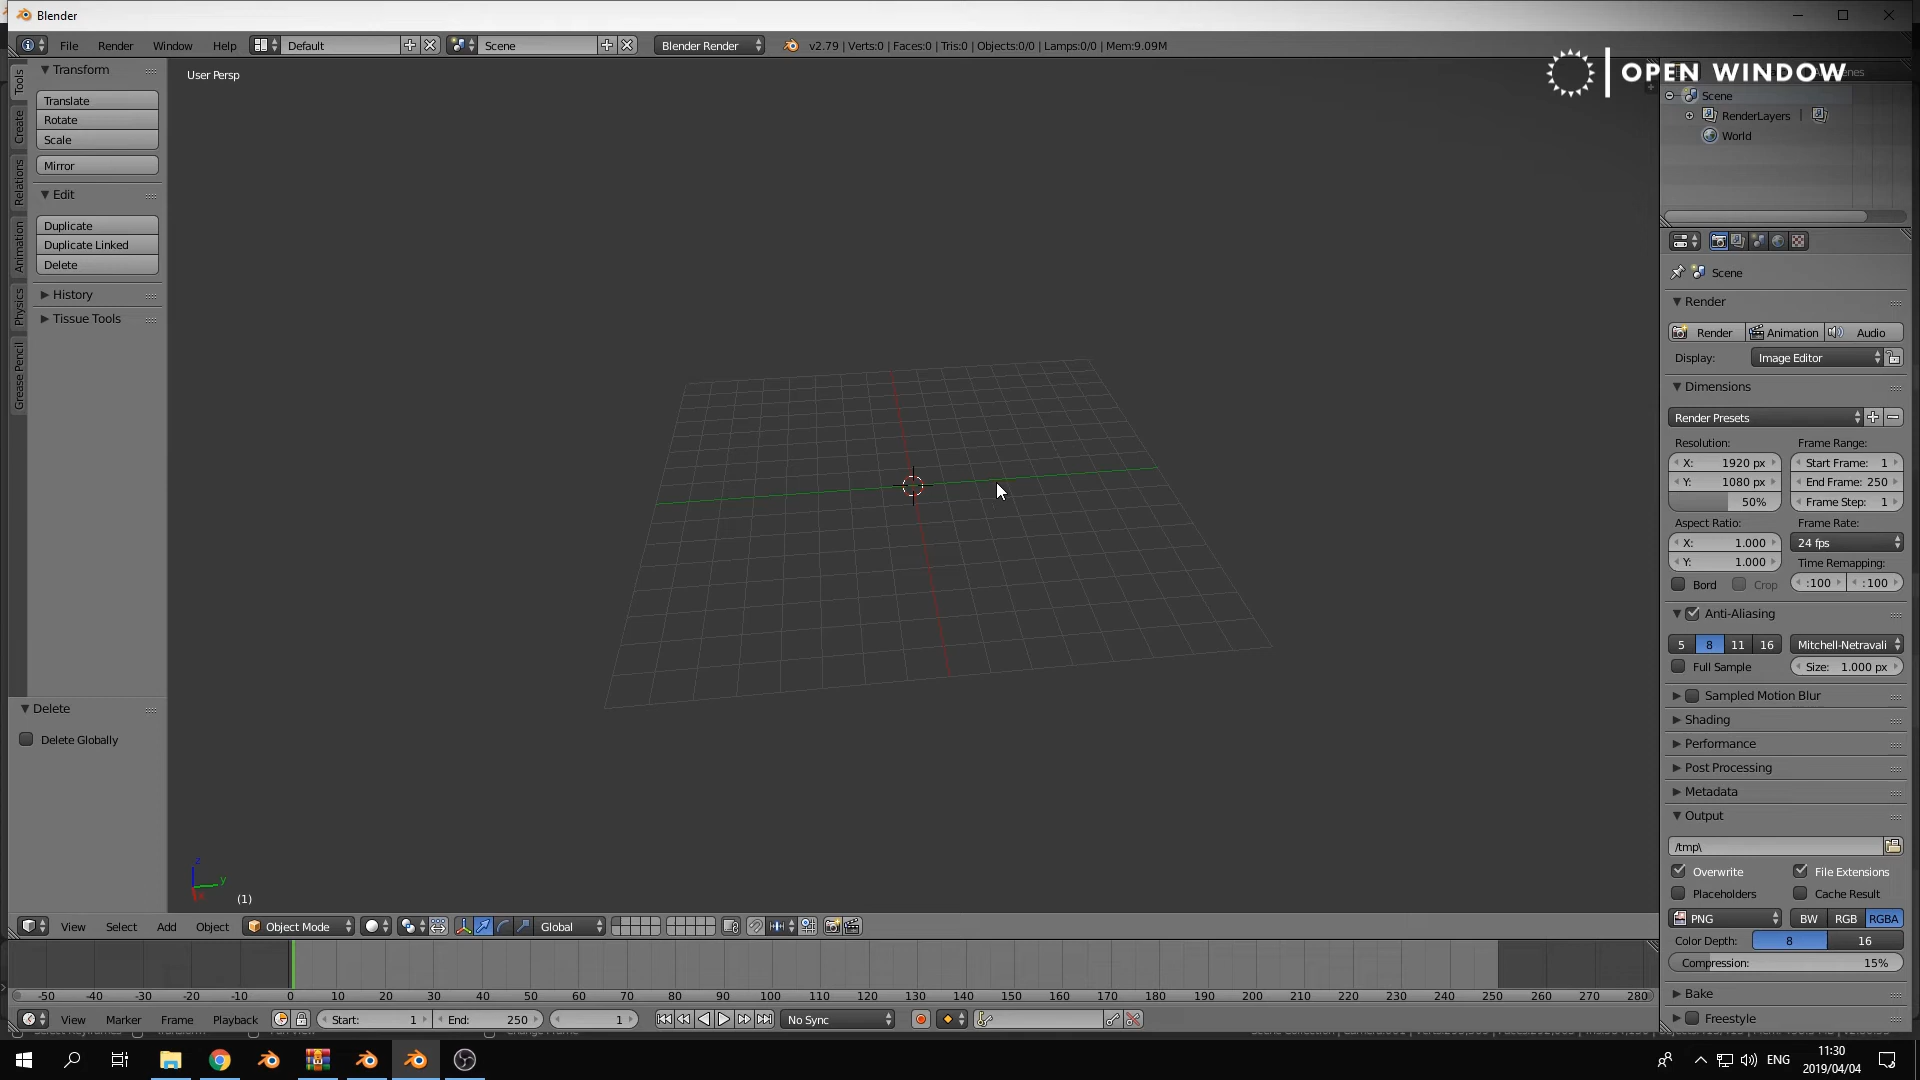 Blender
File Render Window Help Default Scene Blender Render v2.79 | Verts:0 | Faces:0 | Tris:0 | Objects:0/0 | Lamps:0/0 | Mem:9.09M
OPEN WINDOW
User Persp
Tools
Create
Relations
Animation
Physics
Grease Pencil
Transform
Translate
Rotate
Scale
Mirror
Edit
Duplicate
Duplicate Linked
Delete
History
Tissue Tools
Delete
Delete Globally
z
y
(1)
Scene
RenderLayers
World
Scene
Render
Render Animation Audio
Display: Image Editor
Dimensions
Render Presets
Resolution: Frame Range:
X: 1920 px Start Frame: 1
Y: 1080 px End Frame: 250
50% Frame Step: 1
Aspect Ratio: Frame Rate:
X: 1.000 24 fps
Y: 1.000 Time Remapping:
Bord Crop :100 :100
Anti-Aliasing
5 8 11 16 Mitchell-Netravali
Full Sample Size: 1.000 px
Sampled Motion Blur
Shading
Performance
Post Processing
Metadata
Output
/tmp\
Overwrite File Extensions
Placeholders Cache Result
PNG BW RGB RGBA
Color Depth: 8 16
Compression: 15%
Bake
Freestyle
View Select Add Object Object Mode Global
-50 -40 -30 -20 -10 0 10 20 30 40 50 60 70 80 90 100 110 120 130 140 150 160 170 180 190 200 210 220 230 240 250 260 270 280
View Marker Frame Playback Start: 1 End: 250 1 No Sync
ENG
11:30
2019/04/04